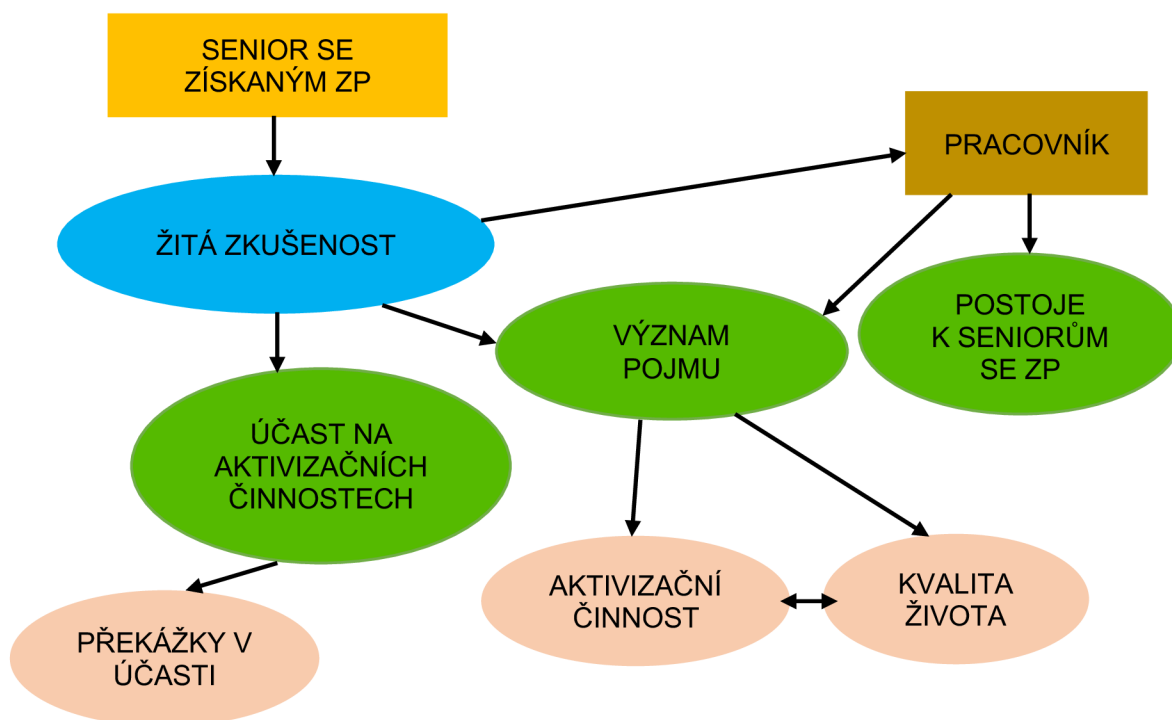 SENIOR SE
ZÍSKANÝM ZP
PRACOVNÍK
ŽITÁ ZKUŠENOST
POSTOJE
K SENIORŮM
SE ZP
VÝZNAM
POJMU
ÚČAST NA
AKTIVIZAČNÍCH
ČINNOSTECH
AKTIVIZAČNÍ
ČINNOST
KVALITA
ŽIVOTA
PŘEKÁŽKY V
ÚČASTI